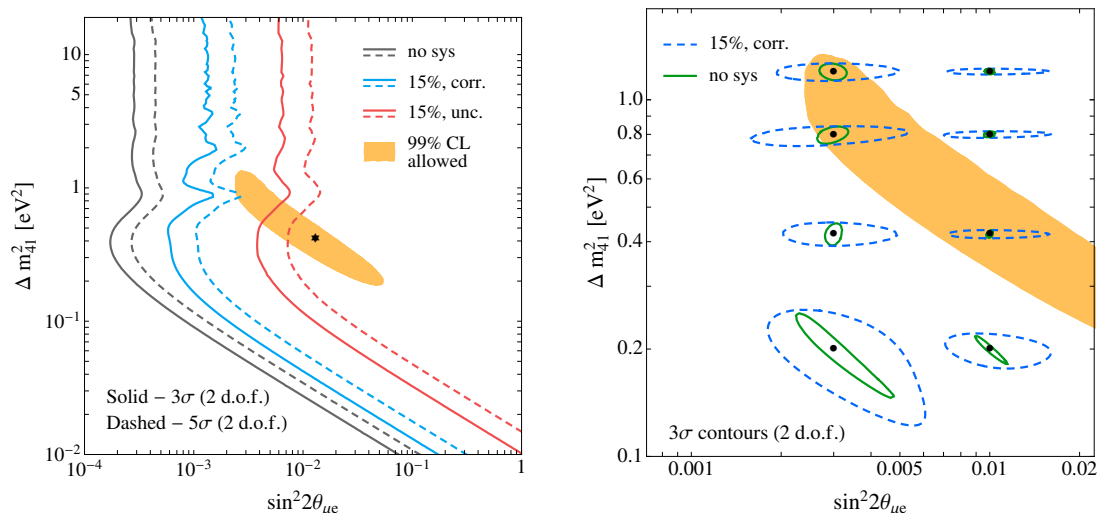 10
5
1
10⁻¹
10⁻²
10⁻⁴
10⁻³
10⁻²
10⁻¹
1
Δ m²₄₁ [eV²]
sin²2θμe
no sys
15%, corr.
15%, unc.
99% CL
allowed
Solid – 3σ (2 d.o.f.)
Dashed – 5σ (2 d.o.f.)
1.0
0.8
0.6
0.4
0.2
0.1
0.001
0.005
0.01
0.02
Δ m²₄₁ [eV²]
sin²2θμe
15%, corr.
no sys
3σ contours (2 d.o.f.)